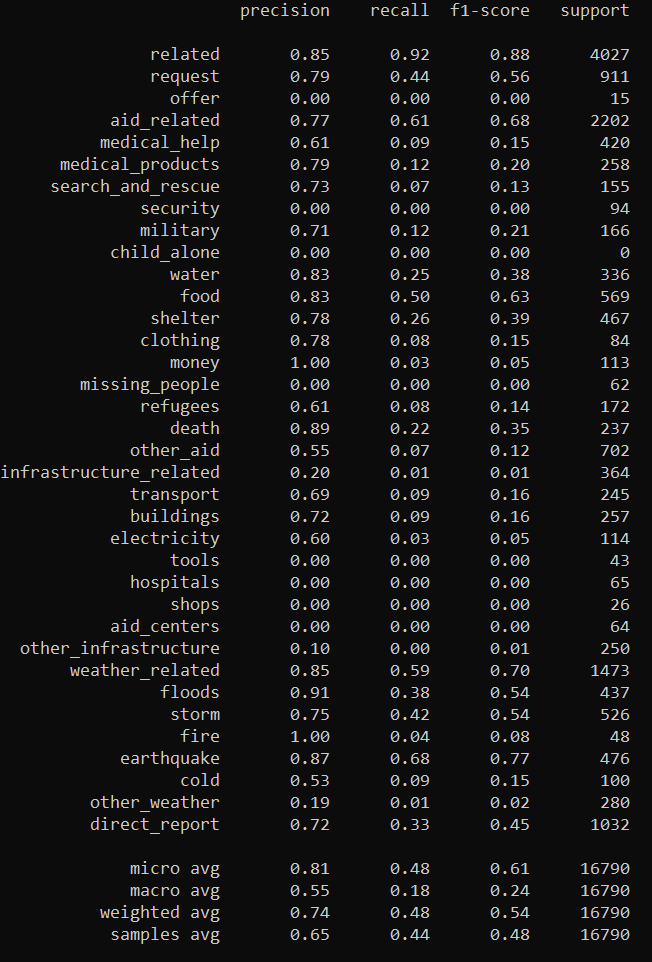 precision recall f1-score support
related 0.85 0.92 0.88 4027
request 0.79 0.44 0.56 911
offer 0.00 0.00 0.00 15
aid_related 0.77 0.61 0.68 2202
medical_help 0.61 0.09 0.15 420
medical_products 0.79 0.12 0.20 258
search_and_rescue 0.73 0.07 0.13 155
security 0.00 0.00 0.00 94
military 0.71 0.12 0.21 166
child_alone 0.00 0.00 0.00 0
water 0.83 0.25 0.38 336
food 0.83 0.50 0.63 569
shelter 0.78 0.26 0.39 467
clothing 0.78 0.08 0.15 84
money 1.00 0.03 0.05 113
missing_people 0.00 0.00 0.00 62
refugees 0.61 0.08 0.14 172
death 0.89 0.22 0.35 237
other_aid 0.55 0.07 0.12 702
infrastructure_related 0.20 0.01 0.01 364
transport 0.69 0.09 0.16 245
buildings 0.72 0.09 0.16 257
electricity 0.60 0.03 0.05 114
tools 0.00 0.00 0.00 43
hospitals 0.00 0.00 0.00 65
shops 0.00 0.00 0.00 26
aid_centers 0.00 0.00 0.00 64
other_infrastructure 0.10 0.00 0.01 250
weather_related 0.85 0.59 0.70 1473
floods 0.91 0.38 0.54 437
storm 0.75 0.42 0.54 526
fire 1.00 0.04 0.08 48
earthquake 0.87 0.68 0.77 476
cold 0.53 0.09 0.15 100
other_weather 0.19 0.01 0.02 280
direct_report 0.72 0.33 0.45 1032
micro avg 0.81 0.48 0.61 16790
macro avg 0.55 0.18 0.24 16790
weighted avg 0.74 0.48 0.54 16790
samples avg 0.65 0.44 0.48 16790